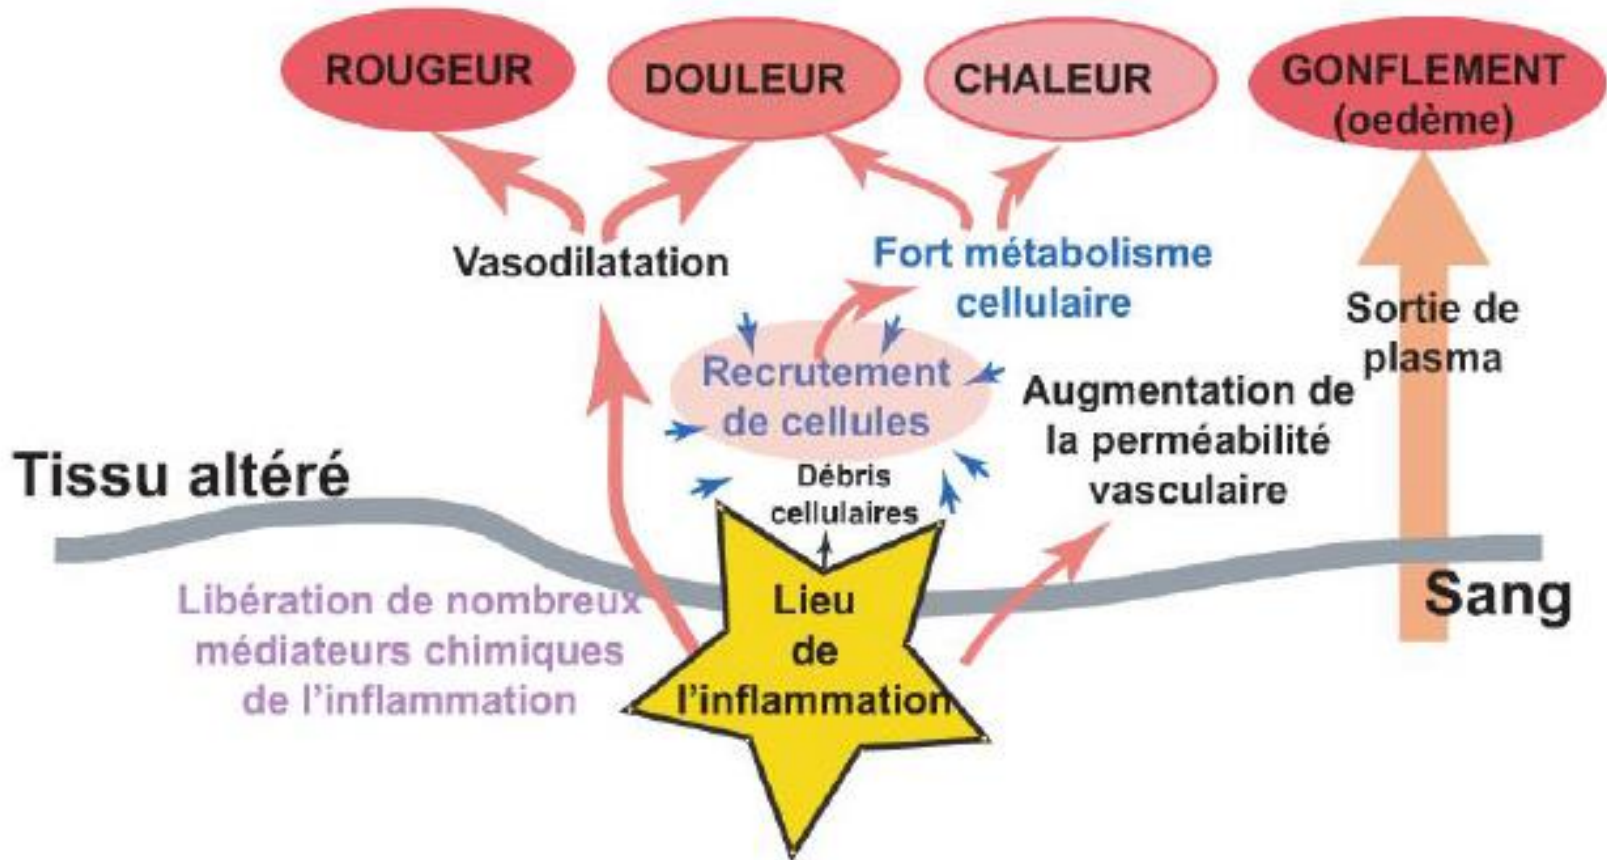 ROUGEUR
DOULEUR
CHALEUR
GONFLEMENT
(oedème)
Vasodilatation
Fort métabolisme
cellulaire
Sortie de
plasma
Recrutement
de cellules
Augmentation de
la perméabilité
vasculaire
Tissu altéré
Débris
cellulaires
Libération de nombreux
médiateurs chimiques
de l'inflammation
Lieu
de
l'inflammation
Sang